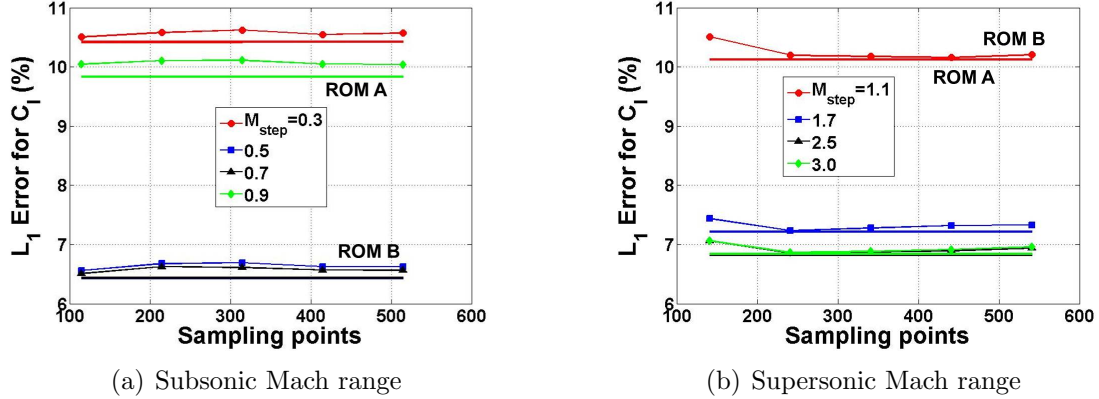 L1 Error for Cl (%)
11
10
9
8
7
6
100
200
300
400
500
600
Sampling points
ROM A
ROM B
Mstep=0.3
0.5
0.7
0.9
(a) Subsonic Mach range
L1 Error for Cl (%)
11
10
9
8
7
6
100
200
300
400
500
600
Sampling points
ROM B
ROM A
Mstep=1.1
1.7
2.5
3.0
(b) Supersonic Mach range